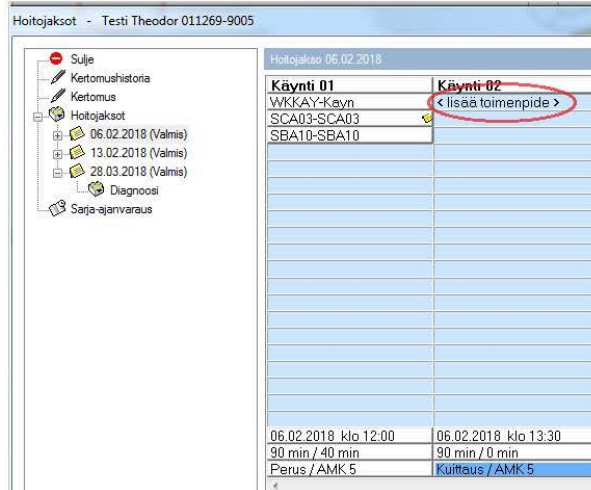 Hoitojaksot - Testi Theodor 011269-9005
Sulje
Kertomushistoria
Kertomus
Hoitojaksot
06.02.2018 (Valmis)
13.02.2018 (Valmis)
28.03.2018 (Valmis)
Diagnoosi
Sarja-ajanvaraus
Hoitojakso 06.02.2018
Käynti 01 Käynti 02
WKKAY-Kayn < lisää toimenpide >
SCA03-SCA03
SBA10-SBA10
06.02.2018 klo 12:00 06.02.2018 klo 13:30
90 min / 40 min 90 min / 0 min
Perus / AMK 5 Kuittaus / AMK 5